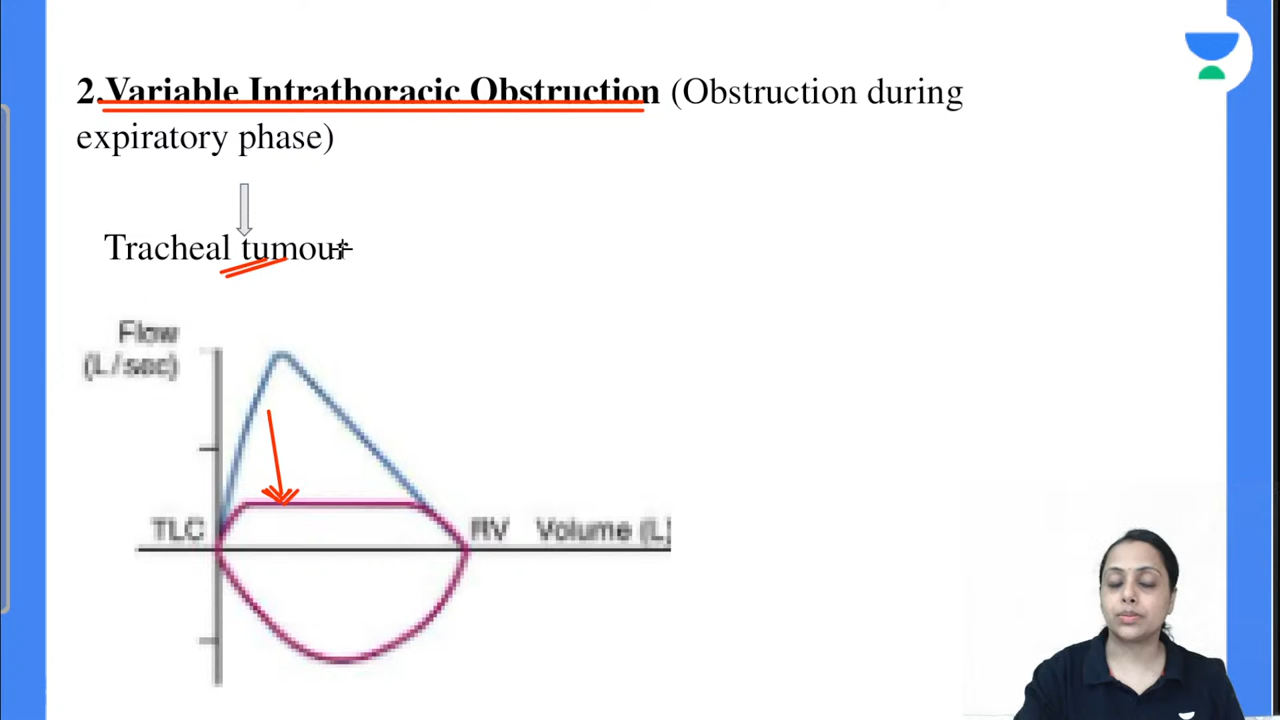 2.Variable Intrathoracic Obstruction (Obstruction during
expiratory phase)
Tracheal tumour
Flow
(L/sec)
TLC
RV
Volume (L)